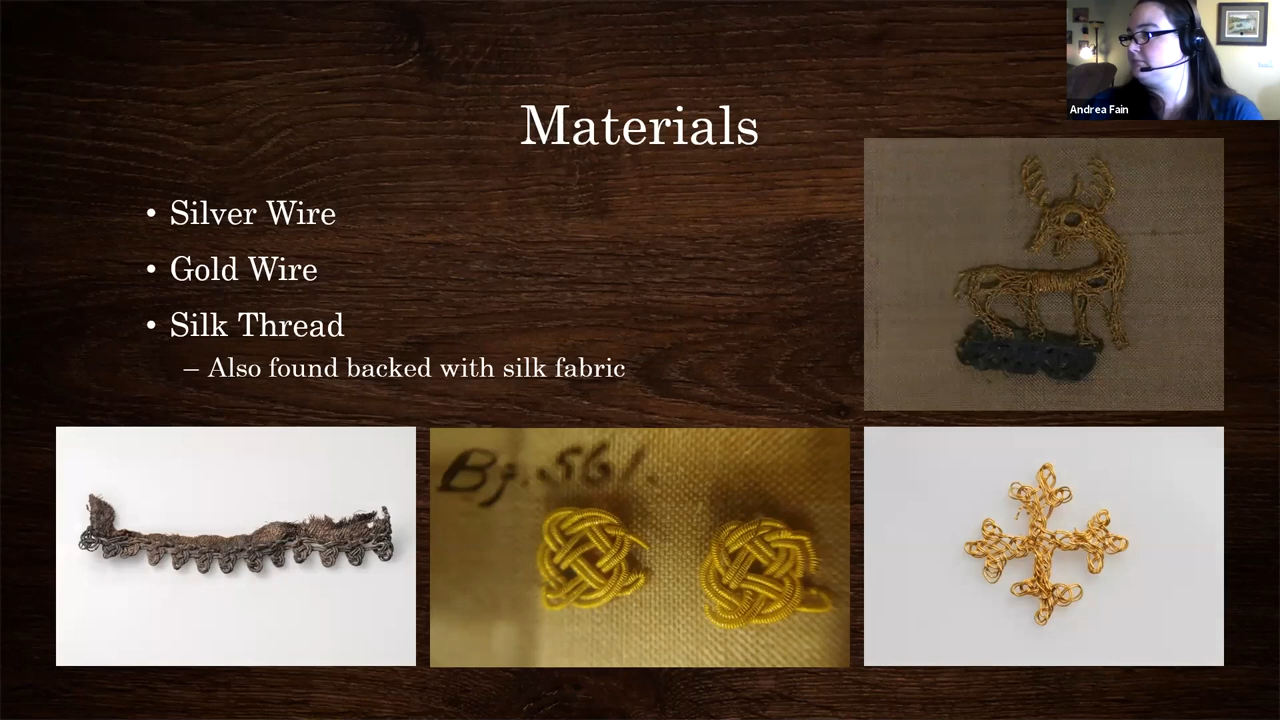 Andrea Fain
Materials
• Silver Wire
• Gold Wire
• Silk Thread
– Also found backed with silk fabric
Bj. 561.